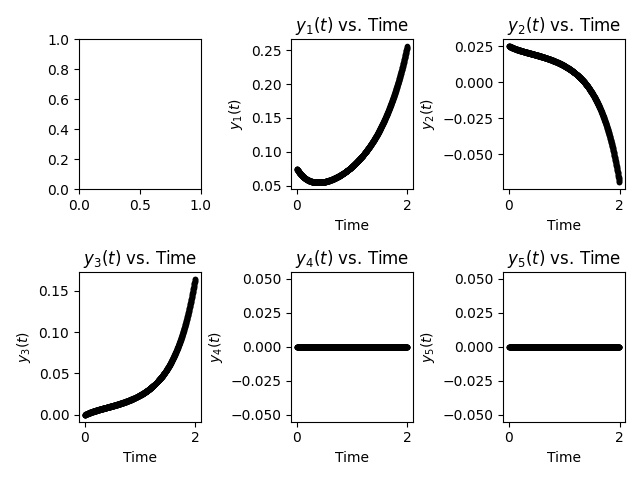 y₁(t) vs. Time y₂(t) vs. Time
1.0 0.8 0.6 0.4 0.2 0.0
0.0 0.5 1.0
y₁(t)
0.25 0.20 0.15 0.10 0.05
0 2
Time
y₂(t)
0.025 0.000 −0.025 −0.050
0 2
Time
y₃(t) vs. Time y₄(t) vs. Time y₅(t) vs. Time
y₃(t)
0.15 0.10 0.05 0.00
0 2
Time
y₄(t)
0.050 0.025 0.000 −0.025 −0.050
0 2
Time
y₅(t)
0.050 0.025 0.000 −0.025 −0.050
0 2
Time